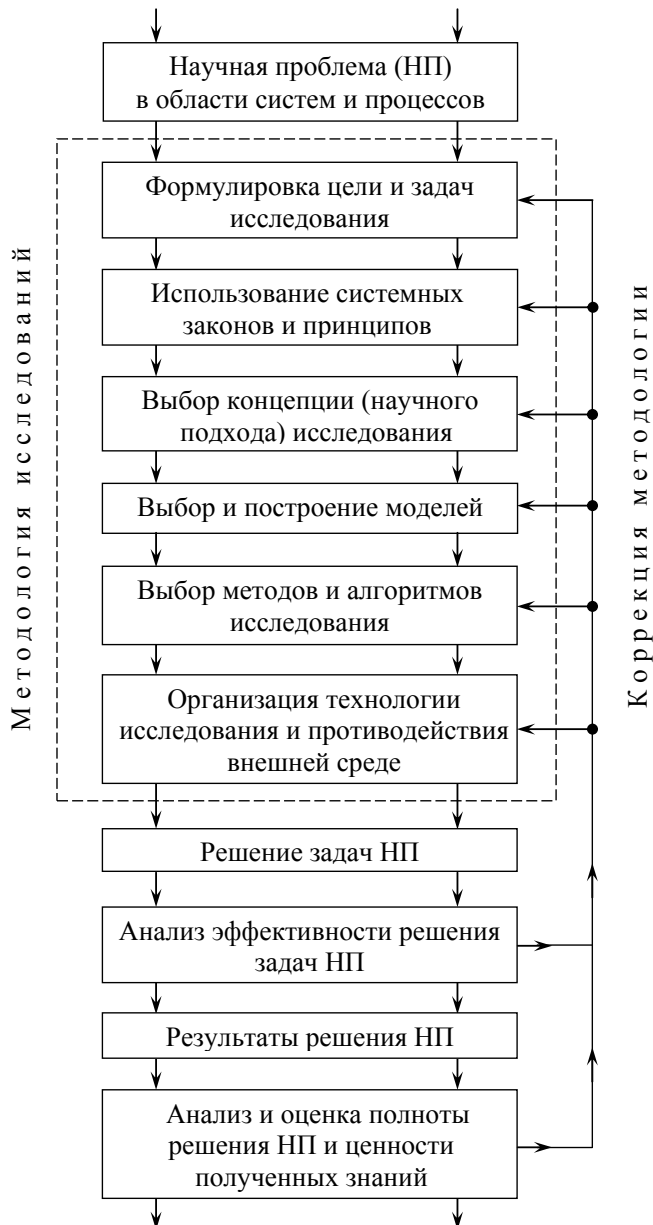 Научная проблема (НП)
в области систем и процессов
Методология исследований
Формулировка цели и задач
исследования
Использование системных
законов и принципов
Выбор концепции (научного
подхода) исследования
Выбор и построение моделей
Выбор методов и алгоритмов
исследования
Организация технологии
исследования и противодействия
внешней среде
Коррекция методологии
Решение задач НП
Анализ эффективности решения
задач НП
Результаты решения НП
Анализ и оценка полноты
решения НП и ценности
полученных знаний